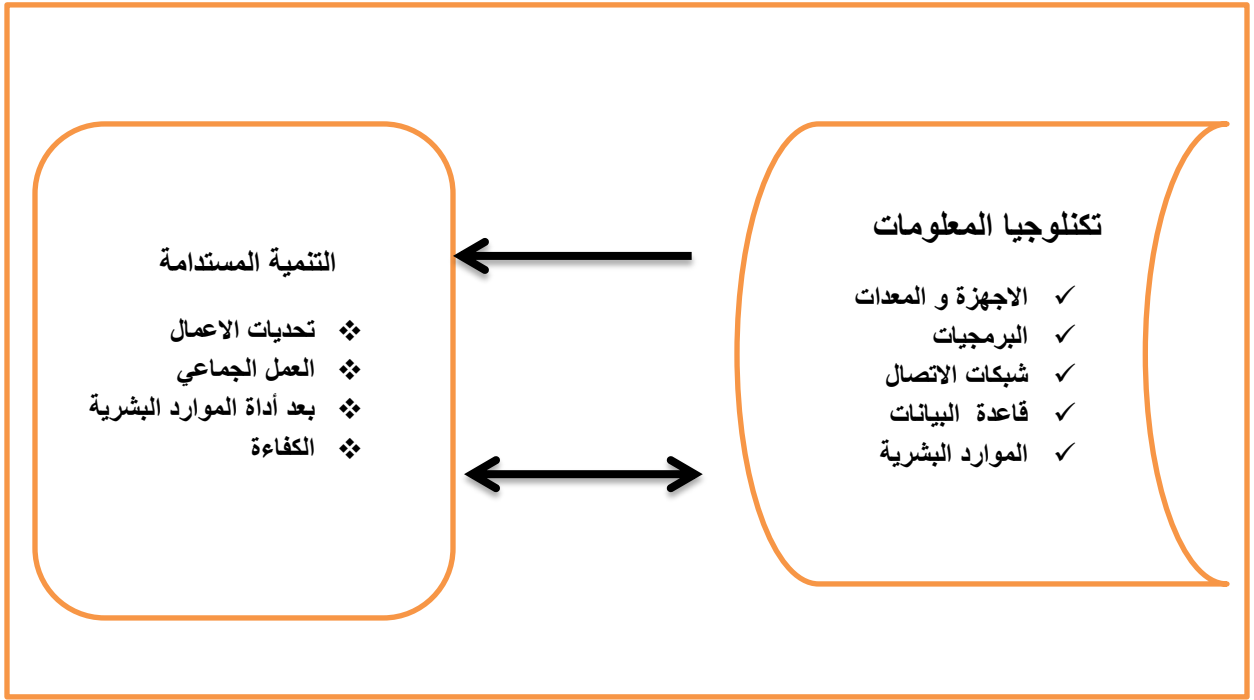 تكنلوجيا المعلومات
✓ الاجهزة و المعدات
✓ البرمجيات
✓ شبكات الاتصال
✓ قاعدة البيانات
✓ الموارد البشرية
التنمية المستدامة
❖ تحديات الاعمال
❖ العمل الجماعي
❖ بعد أداة الموارد البشرية
❖ الكفاءة